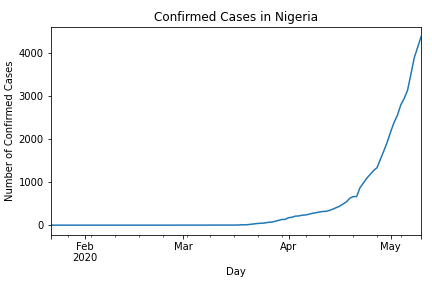 Confirmed Cases in Nigeria
Number of Confirmed Cases
4000
3000
2000
1000
0
Feb
2020
Mar
Apr
May
Day